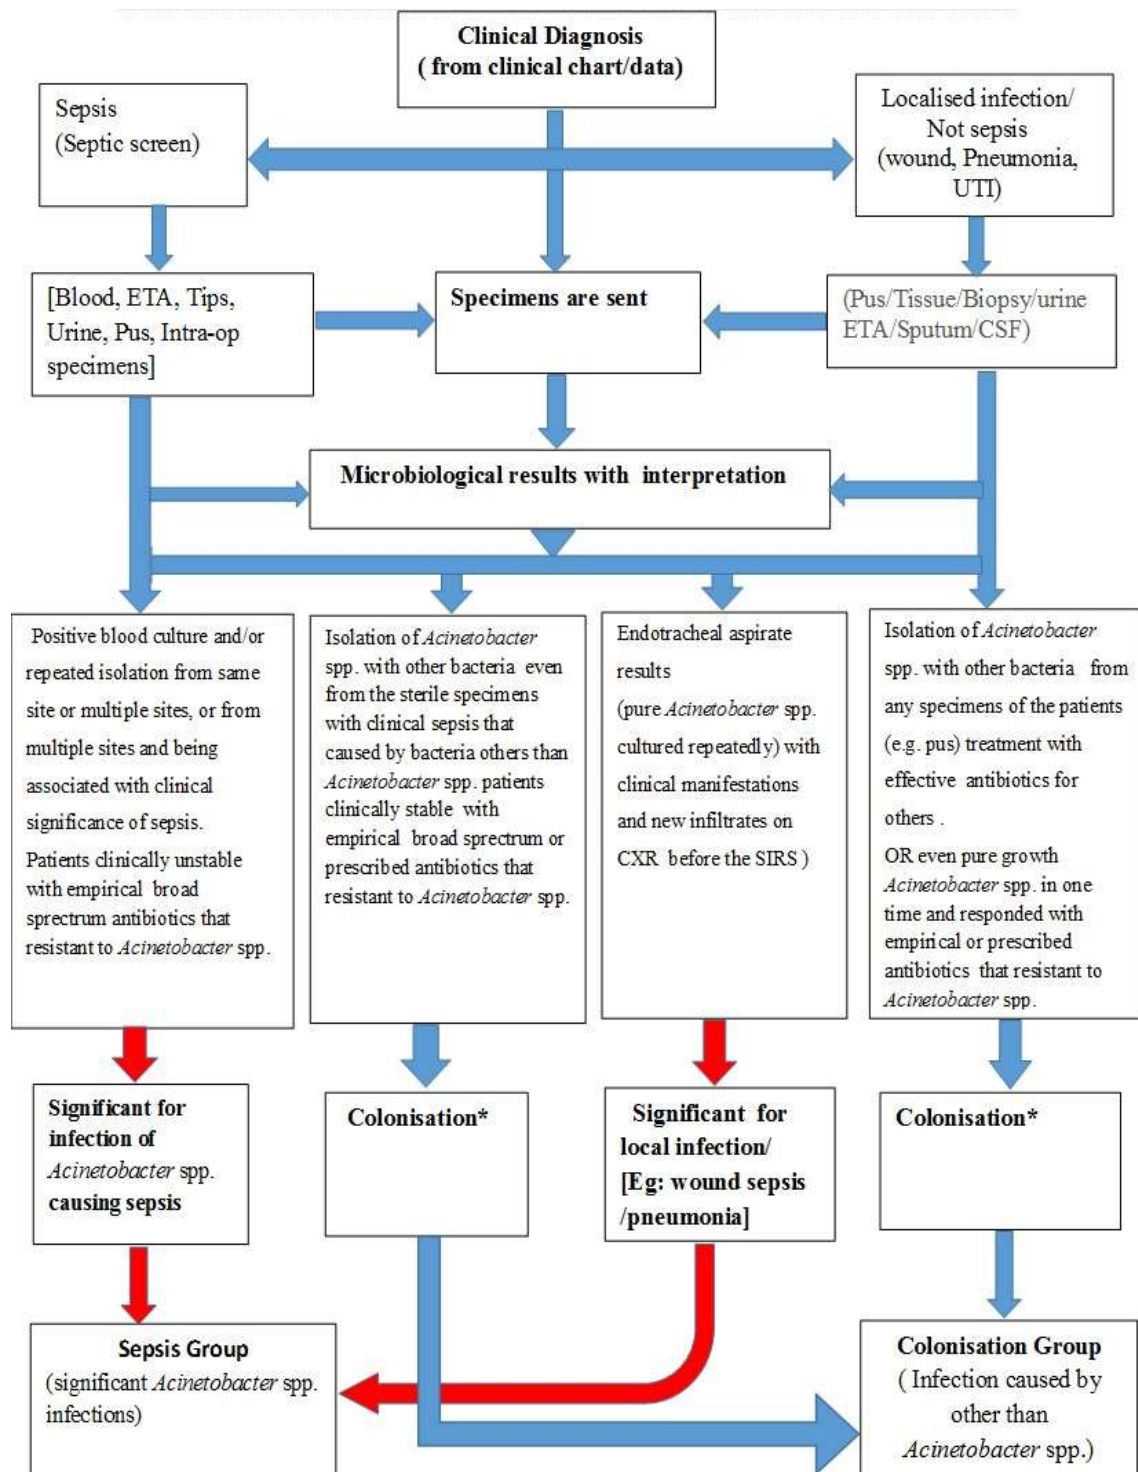 Clinical Diagnosis
( from clinical chart/data)
Sepsis
(Septic screen)
Localised infection/
Not sepsis
(wound, Pneumonia,
UTI)
[Blood, ETA, Tips,
Urine, Pus, Intra-op
specimens]
Specimens are sent
(Pus/Tissue/Biopsy/urine
ETA/Sputum/CSF)
Microbiological results with interpretation
Positive blood culture and/or
repeated isolation from same
site or multiple sites, or from
multiple sites and being
associated with clinical
significance of sepsis.
Patients clinically unstable
with empirical broad
spectrum antibiotics that
resistant to Acinetobacter spp.
Isolation of Acinetobacter
spp. with other bacteria even
from the sterile specimens
with clinical sepsis that
caused by bacteria others than
Acinetobacter spp. patients
clinically stable with
empirical broad spectrum or
prescribed antibiotics that
resistant to Acinetobacter spp.
Endotracheal aspirate
results
(pure Acinetobacter spp.
cultured repeatedly) with
clinical manifestations
and new infiltrates on
CXR before the SIRS )
Isolation of Acinetobacter
spp. with other bacteria from
any specimens of the patients
(e.g. pus) treatment with
effective antibiotics for
others .
OR even pure growth
Acinetobacter spp. in one
time and responded with
empirical or prescribed
antibiotics that resistant to
Acinetobacter spp.
Significant for
infection of
Acinetobacter spp.
causing sepsis
Colonisation*
Significant for
local infection/
[Eg: wound sepsis
/pneumonia]
Colonisation*
Sepsis Group
(significant Acinetobacter spp.
infections)
Colonisation Group
( Infection caused by
other than
Acinetobacter spp.)